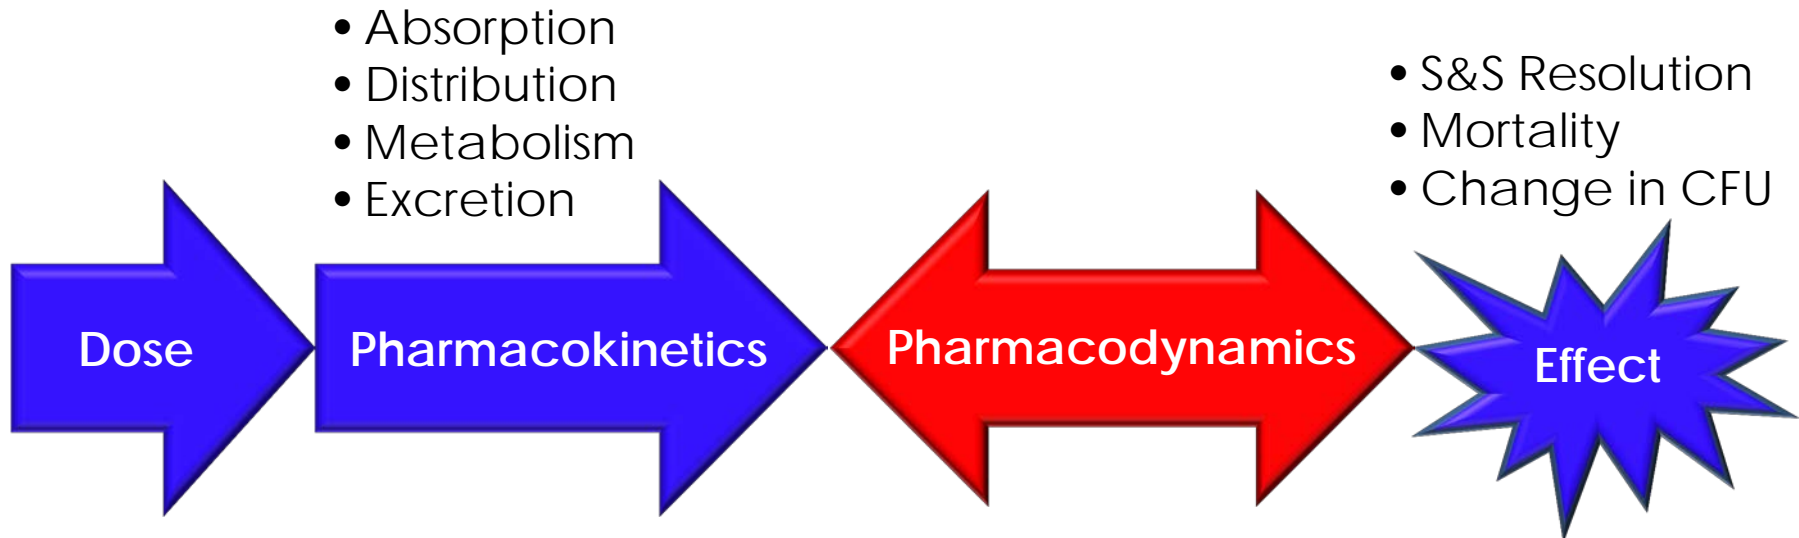 • Absorption
• Distribution
• Metabolism
• Excretion
• S&S Resolution
• Mortality
• Change in CFU
Dose
Pharmacokinetics
Pharmacodynamics
Effect